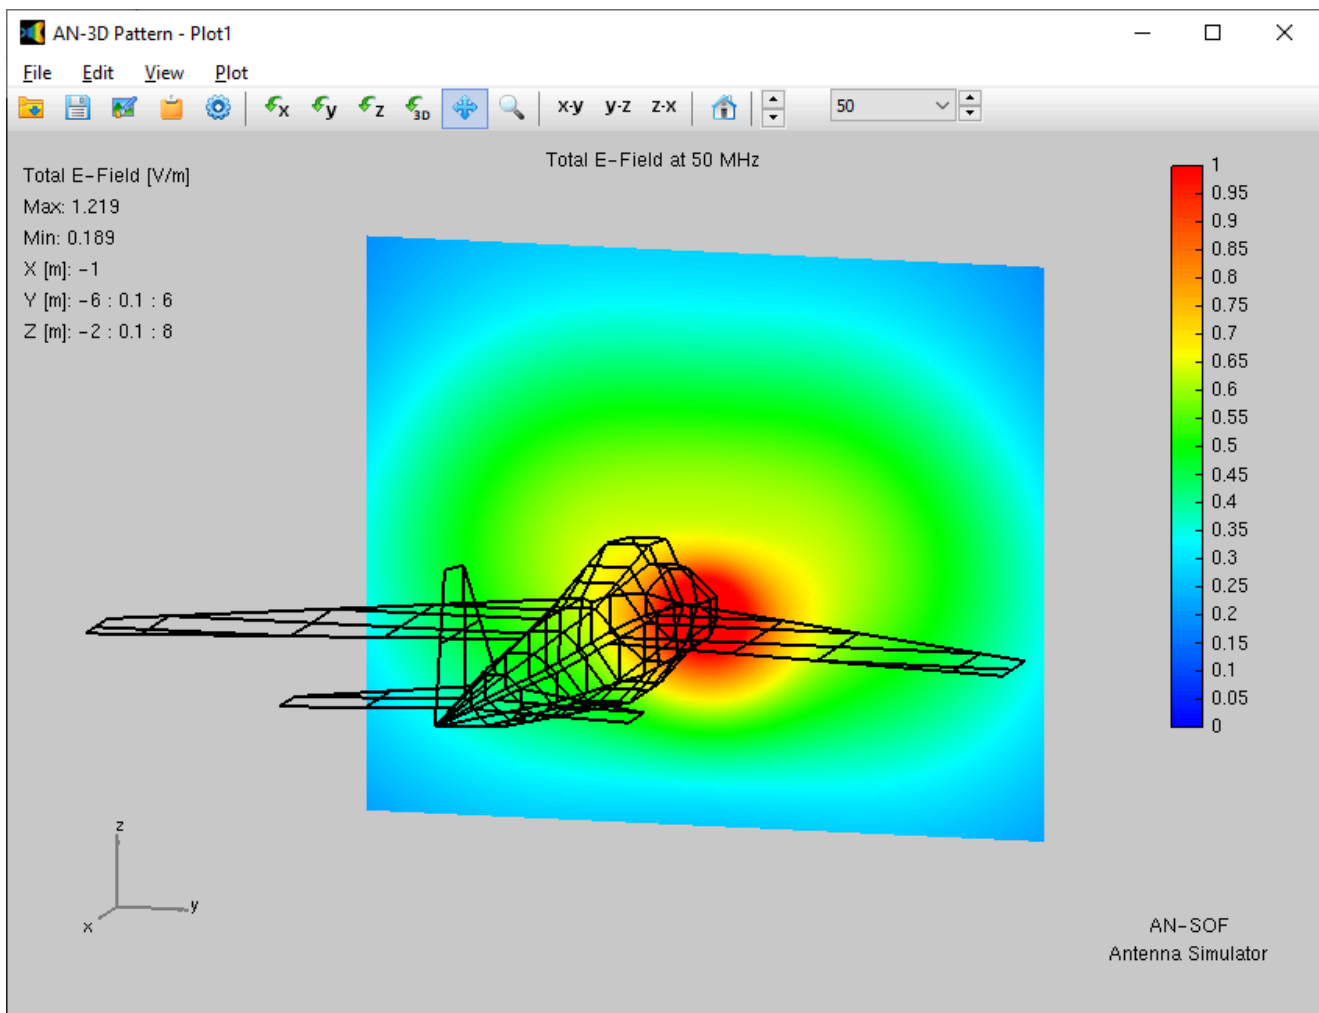 AN-3D Pattern - Plot1
File Edit View Plot
x y z 3D x-y y-z z-x 50
Total E-Field at 50 MHz
Total E-Field [V/m]
Max: 1.219
Min: 0.189
X [m]: -1
Y [m]: -6 : 0.1 : 6
Z [m]: -2 : 0.1 : 8
1
0.95
0.9
0.85
0.8
0.75
0.7
0.65
0.6
0.55
0.5
0.45
0.4
0.35
0.3
0.25
0.2
0.15
0.1
0.05
0
z
y
x
AN-SOF
Antenna Simulator